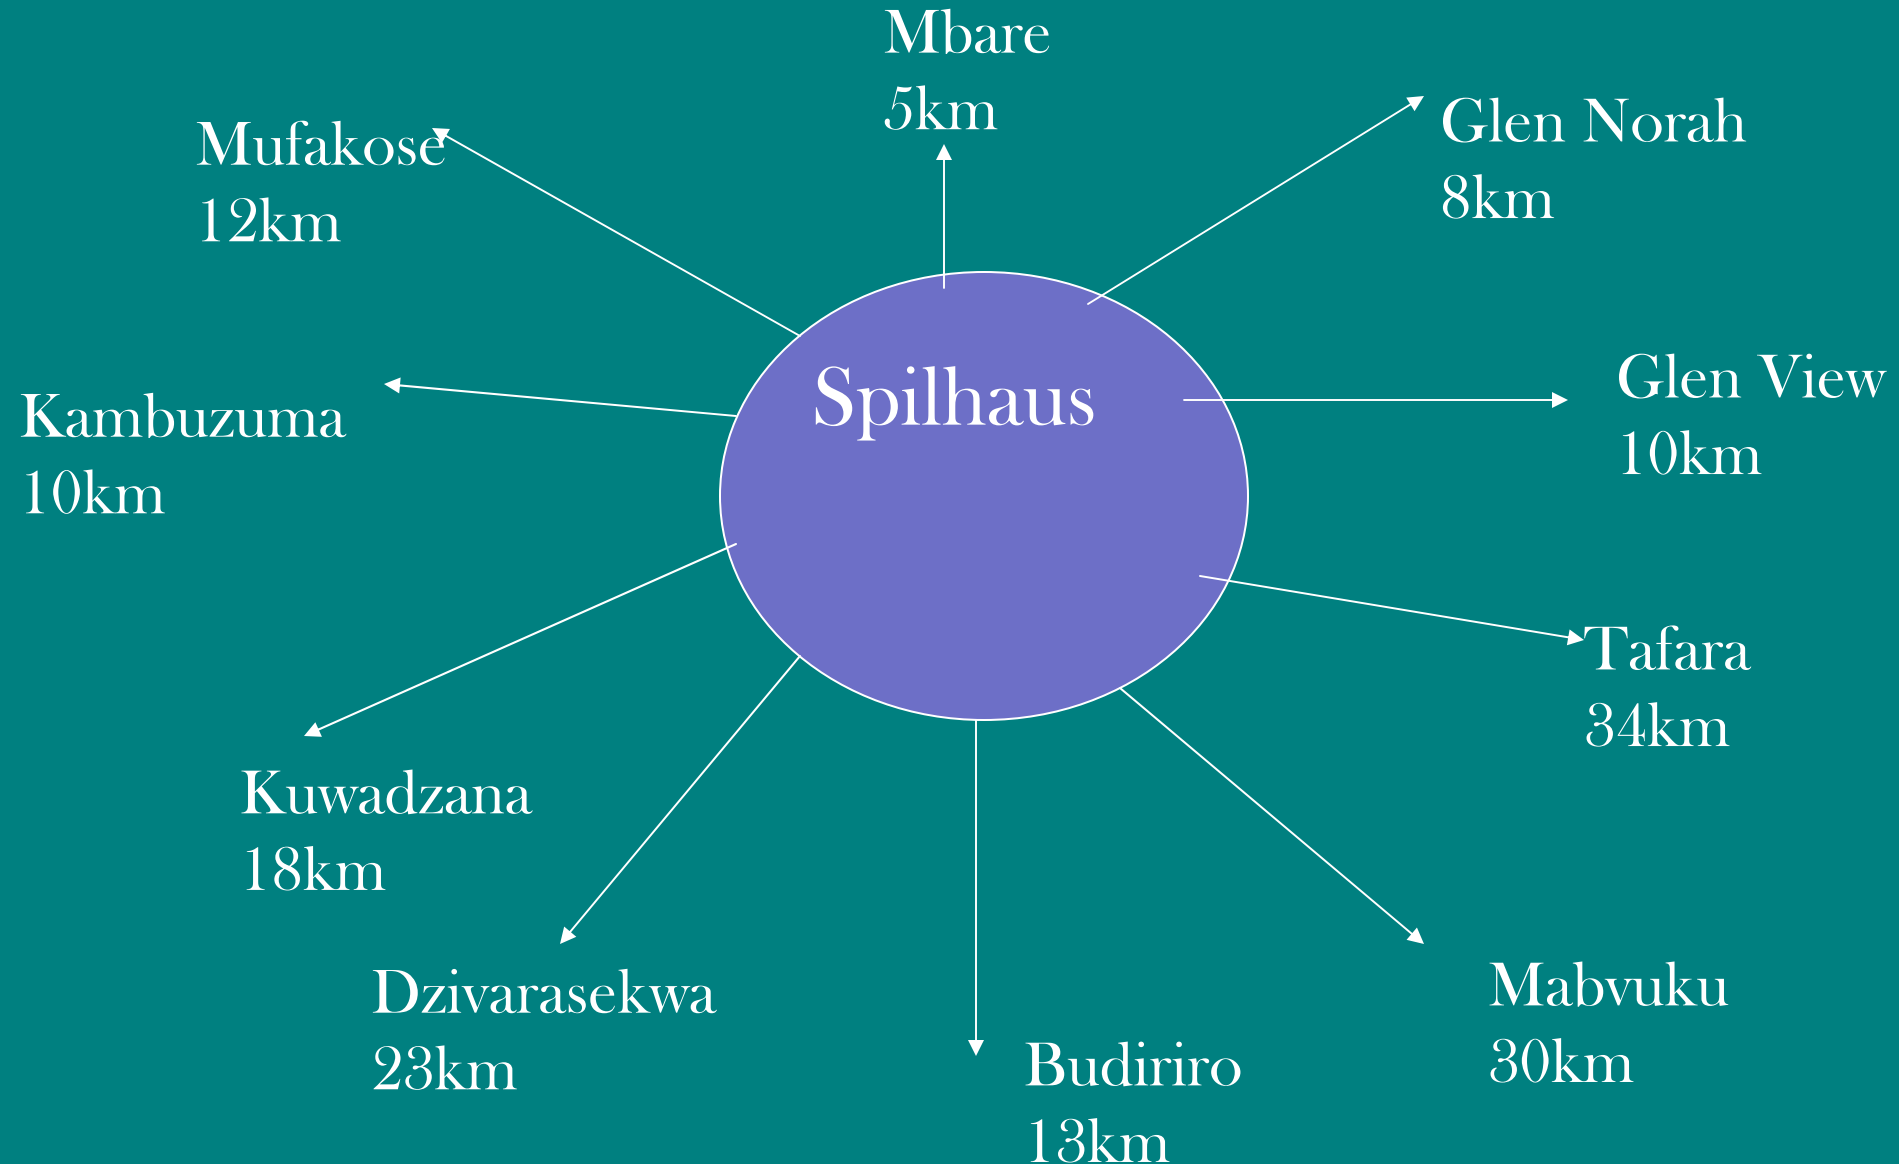 Mbare
5km
Mufakose
12km
Glen Norah
8km
Spilhaus
Glen View
10km
Kambuzuma
10km
Tafara
34km
Kuwadzana
18km
Dzivarasekwa
23km
Mabvuku
30km
Budiriro
13km